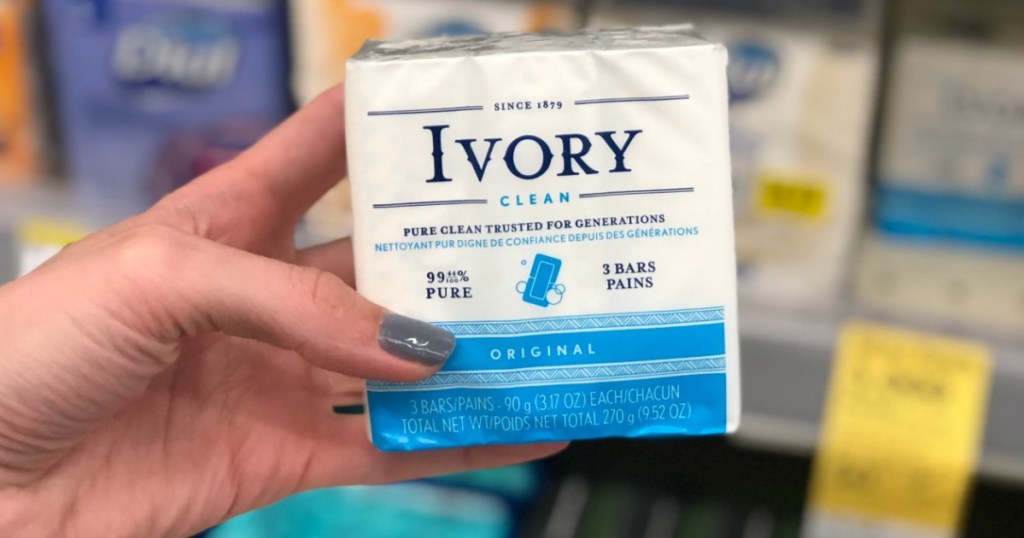 Dial
SINCE 1879
IVORY
CLEAN
PURE CLEAN TRUSTED FOR GENERATIONS
NETTOYANT PUR DIGNE DE CONFIANCE DEPUIS DES GÉNÉRATIONS
99 44/100%
PURE
3 BARS
PAINS
ORIGINAL
3 BARS/PAINS - 90 g (3.17 OZ) EACH/CHACUN
TOTAL NET WT/POIDS NET TOTAL 270 g (9.52 OZ)